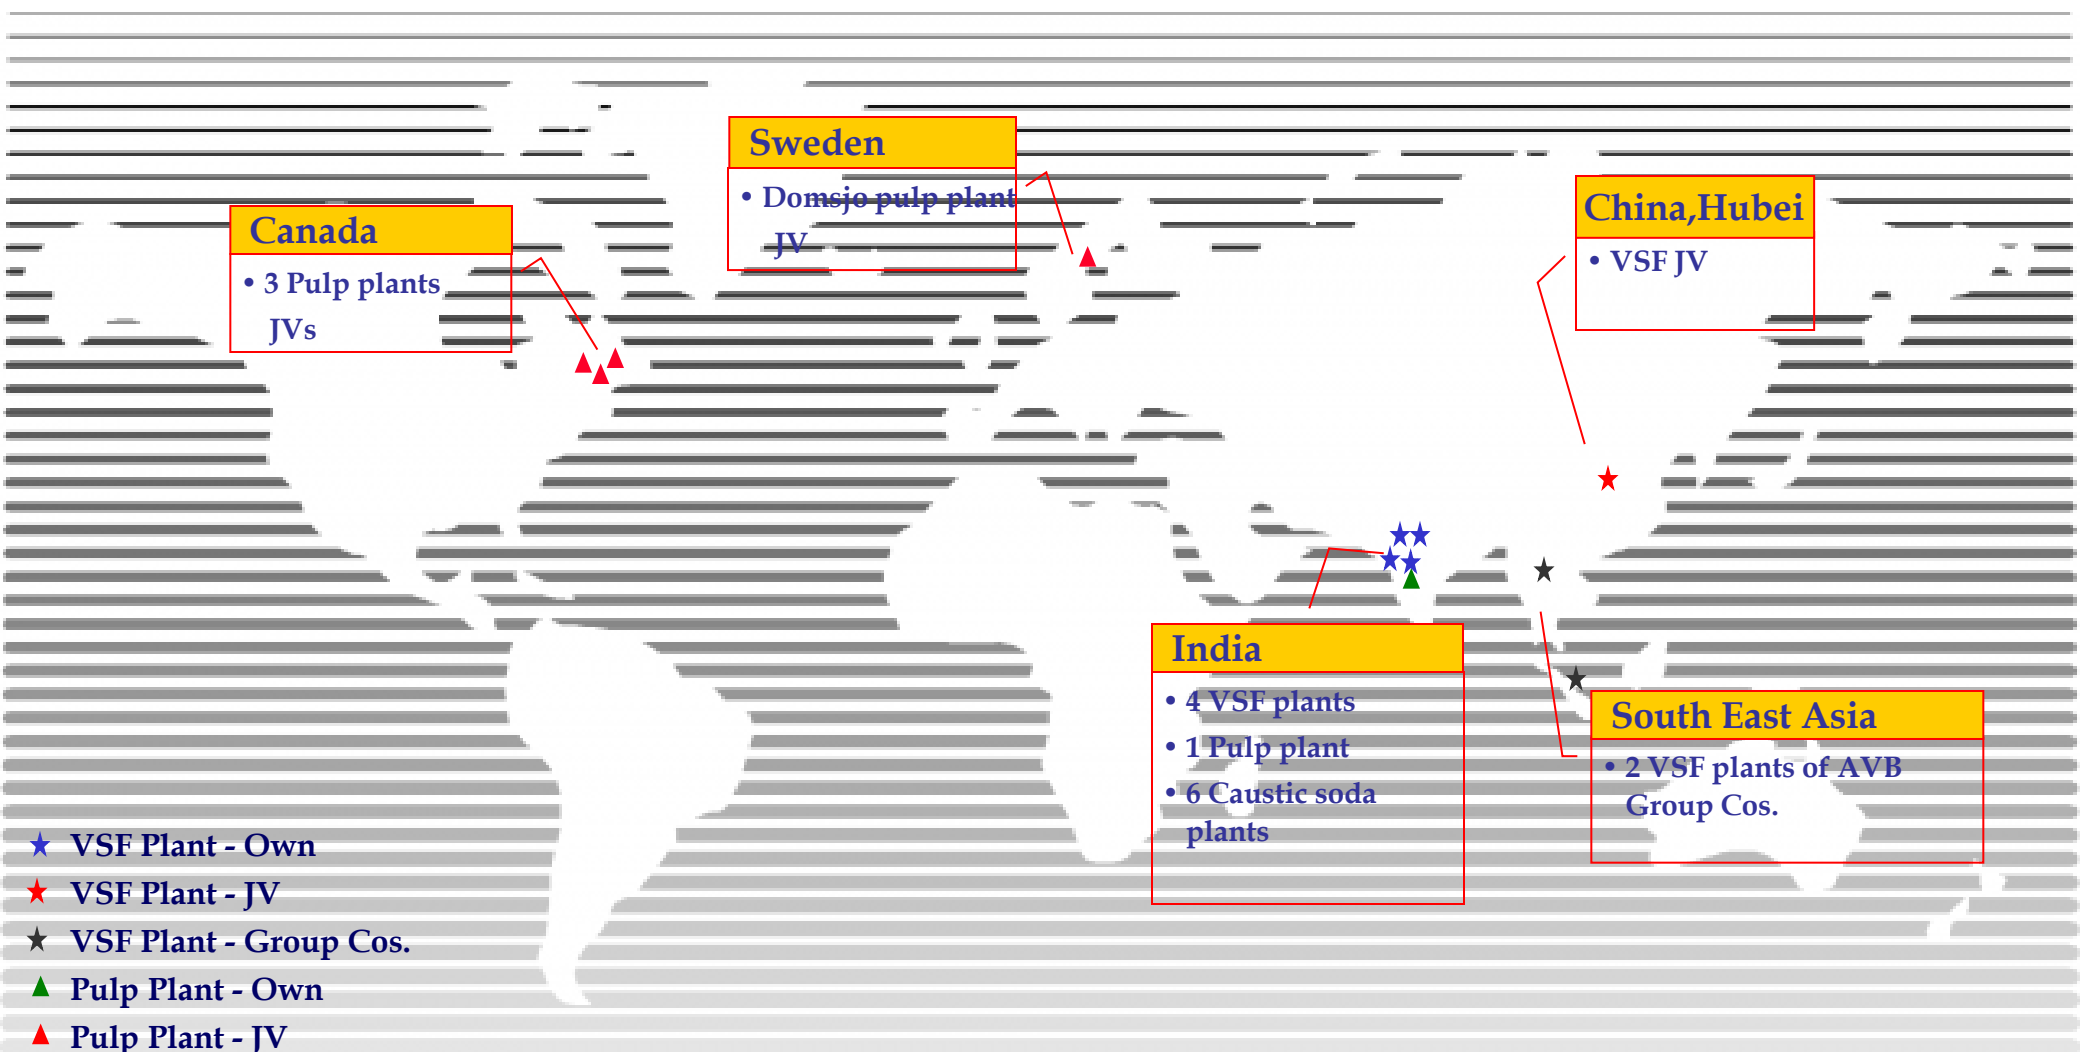 Sweden
• Domsjo pulp plant
JV
Canada
• 3 Pulp plants
JVs
China,Hubei
• VSF JV
India
• 4 VSF plants
• 1 Pulp plant
• 6 Caustic soda
plants
South East Asia
• 2 VSF plants of AVB
Group Cos.
VSF Plant - Own
VSF Plant - JV
VSF Plant - Group Cos.
Pulp Plant - Own
Pulp Plant - JV